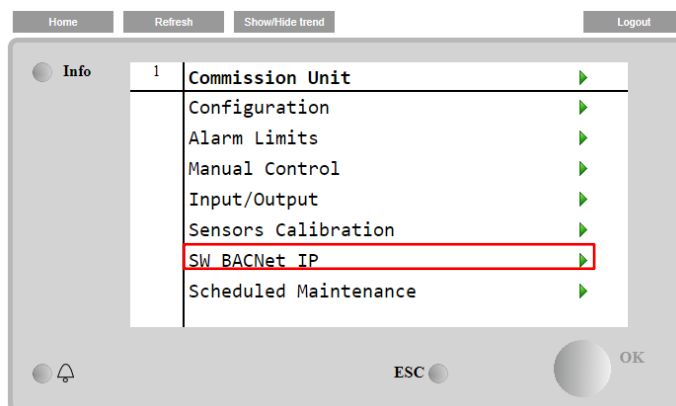 Home Refresh Show/Hide trend Logout
Info
1 Commission Unit
Configuration
Alarm Limits
Manual Control
Input/Output
Sensors Calibration
SW BACNet IP
Scheduled Maintenance
ESC OK